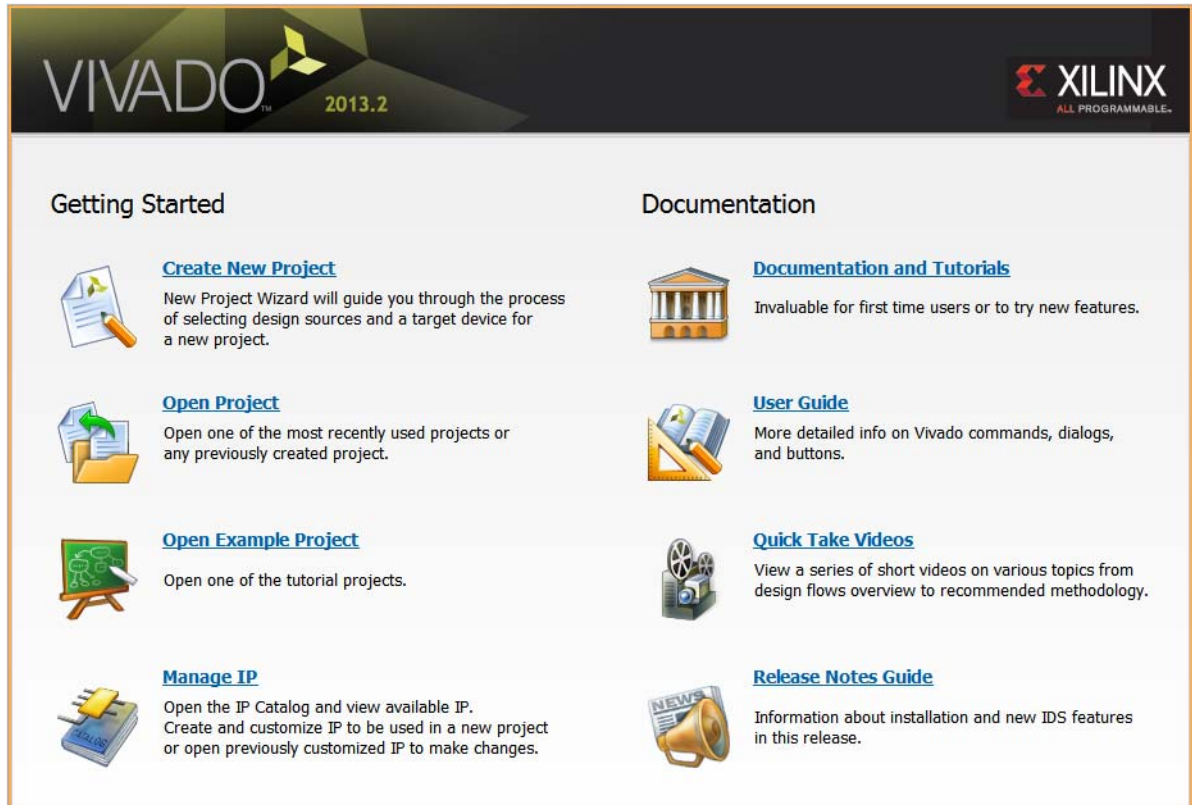 VIVADO™ 2013.2
XILINX
ALL PROGRAMMABLE™
Getting Started
Create New Project
New Project Wizard will guide you through the process
of selecting design sources and a target device for
a new project.
Open Project
Open one of the most recently used projects or
any previously created project.
Open Example Project
Open one of the tutorial projects.
Manage IP
Open the IP Catalog and view available IP.
Create and customize IP to be used in a new project
or open previously customized IP to make changes.
CATALOG
Documentation
Documentation and Tutorials
Invaluable for first time users or to try new features.
User Guide
More detailed info on Vivado commands, dialogs,
and buttons.
Quick Take Videos
View a series of short videos on various topics from
design flows overview to recommended methodology.
Release Notes Guide
Information about installation and new IDS features
in this release.
NEWS